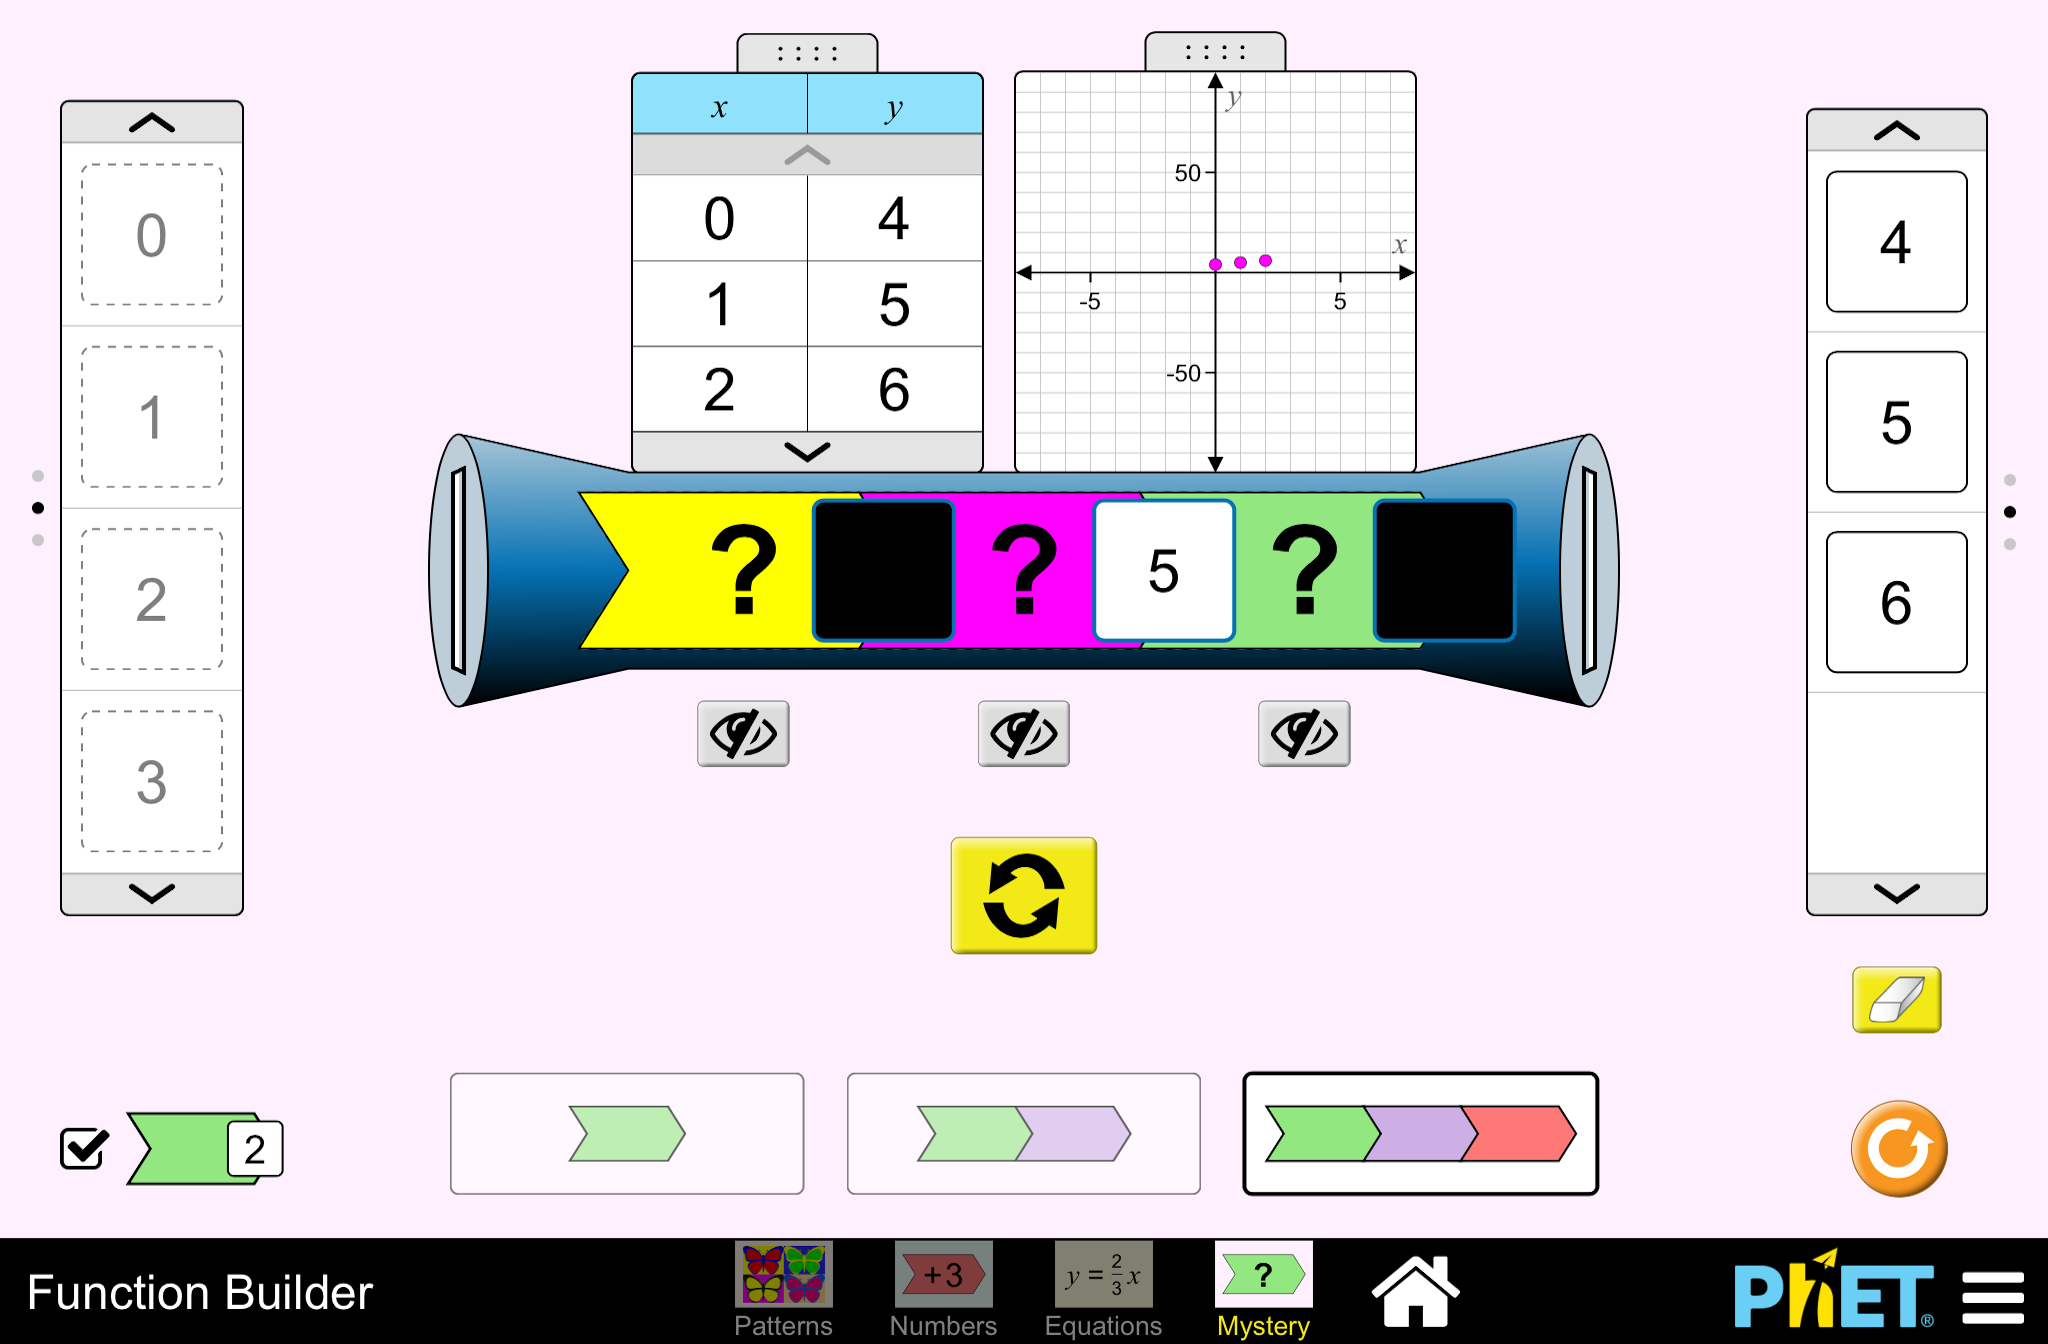 x y
0 4
1 5
2 6
y
50
x
-5 5
-50
0
1
2
3
4
5
6
? ? 5 ?
2
Function Builder
+3
y = 2/3 x
?
Patterns
Numbers
Equations
Mystery
PhET®